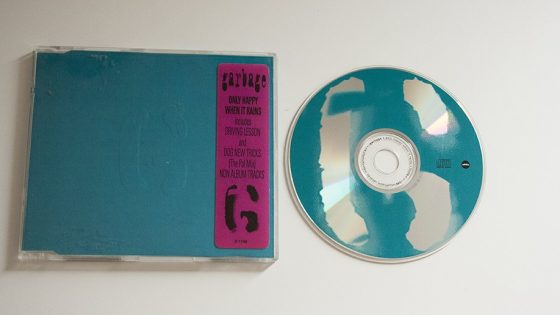 garbage
ONLY HAPPY
WHEN IT RAINS
includes
DRIVING LESSON
and
DOG NEW TRICKS
(The Pal Mix)
NON ALBUM TRACKS
G